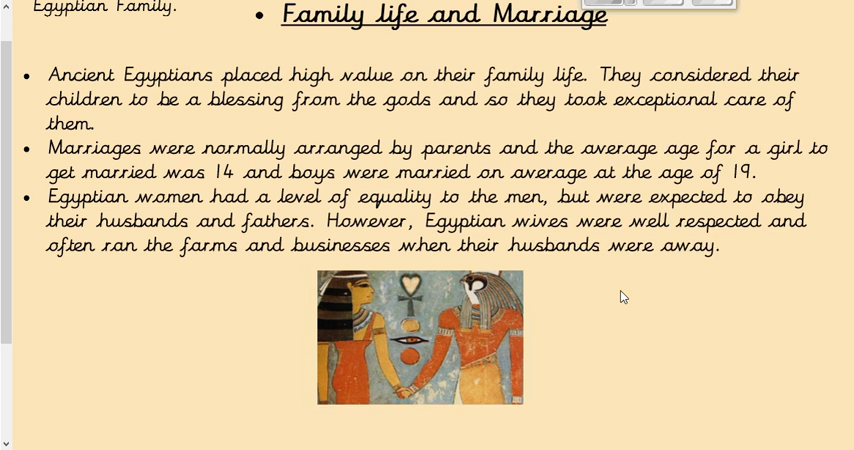 Egyptian Family.
• Family life and Marriage
• Ancient Egyptians placed high value on their family life. They considered their
children to be a blessing from the gods and so they took exceptional care of
them.
• Marriages were normally arranged by parents and the average age for a girl to
get married was 14 and boys were married on average at the age of 19.
• Egyptian women had a level of equality to the men, but were expected to obey
their husbands and fathers. However, Egyptian wives were well respected and
often ran the farms and businesses when their husbands were away.